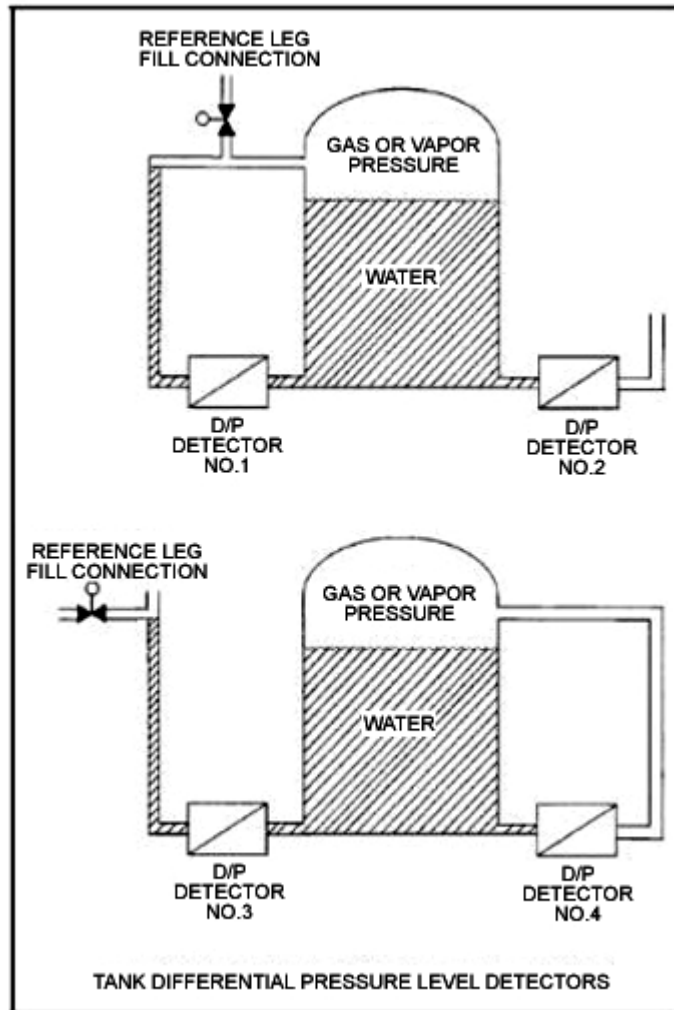 REFERENCE LEG
FILL CONNECTION
GAS OR VAPOR
PRESSURE
WATER
D/P
DETECTOR
NO.1
D/P
DETECTOR
NO.2
REFERENCE LEG
FILL CONNECTION
GAS OR VAPOR
PRESSURE
WATER
D/P
DETECTOR
NO.3
D/P
DETECTOR
NO.4
TANK DIFFERENTIAL PRESSURE LEVEL DETECTORS